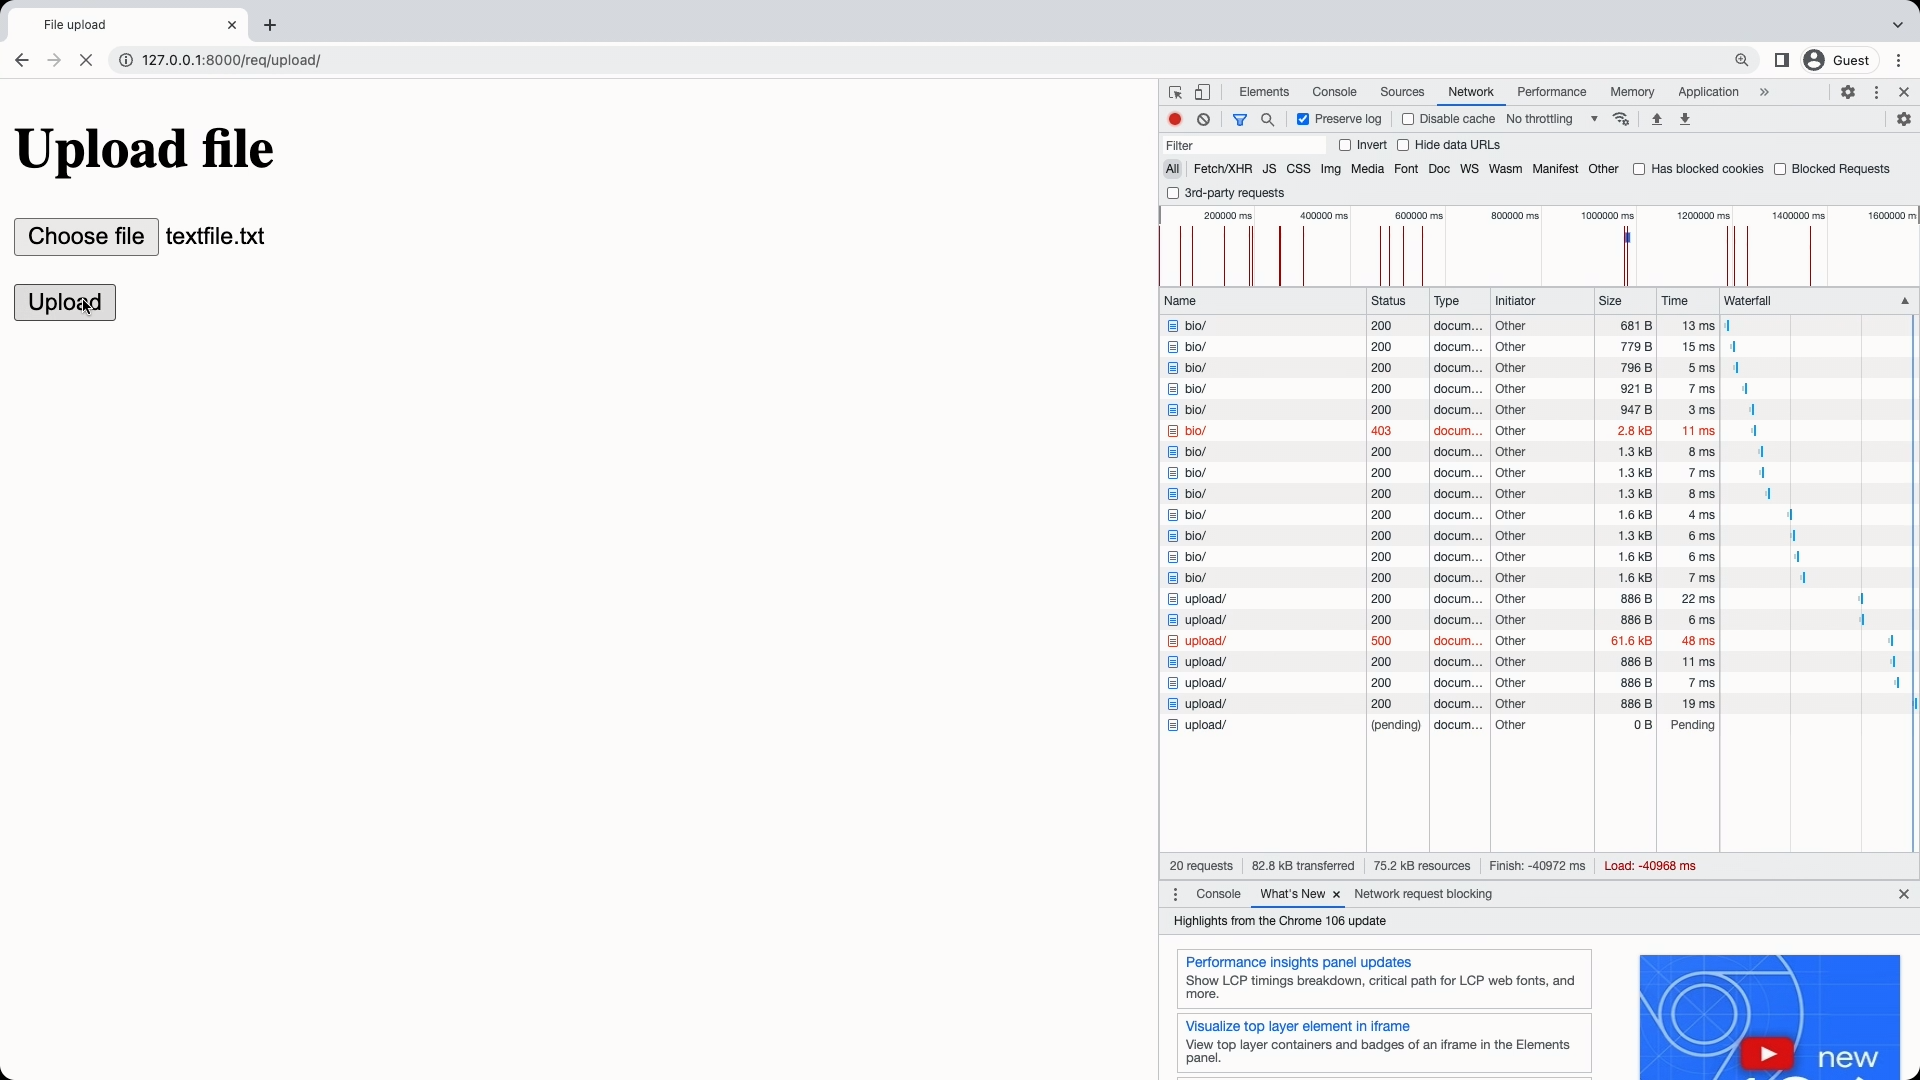 File upload
127.0.0.1:8000/req/upload/
Guest
Upload file
Choose file textfile.txt
Upload
Elements Console Sources Network Performance Memory Application
Preserve log Disable cache No throttling
Filter Invert Hide data URLs
All Fetch/XHR JS CSS Img Media Font Doc WS Wasm Manifest Other Has blocked cookies Blocked Requests
3rd-party requests
200000 ms 400000 ms 600000 ms 800000 ms 1000000 ms 1200000 ms 1400000 ms 1600000 m
Name Status Type Initiator Size Time Waterfall
bio/ 200 docum... Other 681 B 13 ms
bio/ 200 docum... Other 779 B 15 ms
bio/ 200 docum... Other 796 B 5 ms
bio/ 200 docum... Other 921 B 7 ms
bio/ 200 docum... Other 947 B 3 ms
bio/ 403 docum... Other 2.8 kB 11 ms
bio/ 200 docum... Other 1.3 kB 8 ms
bio/ 200 docum... Other 1.3 kB 7 ms
bio/ 200 docum... Other 1.3 kB 8 ms
bio/ 200 docum... Other 1.6 kB 4 ms
bio/ 200 docum... Other 1.3 kB 6 ms
bio/ 200 docum... Other 1.6 kB 6 ms
bio/ 200 docum... Other 1.6 kB 7 ms
upload/ 200 docum... Other 886 B 22 ms
upload/ 200 docum... Other 886 B 6 ms
upload/ 500 docum... Other 61.6 kB 48 ms
upload/ 200 docum... Other 886 B 11 ms
upload/ 200 docum... Other 886 B 7 ms
upload/ 200 docum... Other 886 B 19 ms
upload/ (pending) docum... Other 0 B Pending
20 requests 82.8 kB transferred 75.2 kB resources Finish: -40972 ms Load: -40968 ms
Console What's New Network request blocking
Highlights from the Chrome 106 update
Performance insights panel updates
Show LCP timings breakdown, critical path for LCP web fonts, and
more.
Visualize top layer element in iframe
View top layer containers and badges of an iframe in the Elements
panel.
new